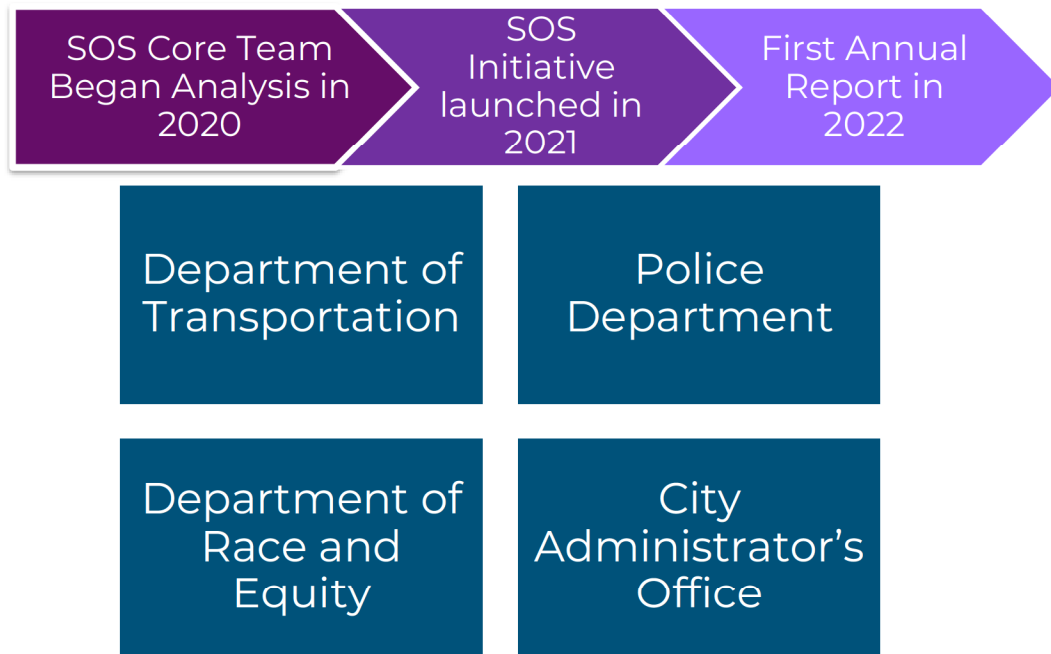 SOS Core Team
Began Analysis in
2020
SOS
Initiative
launched in
2021
First Annual
Report in
2022
Department of
Transportation
Police
Department
Department of
Race and
Equity
City
Administrator’s
Office